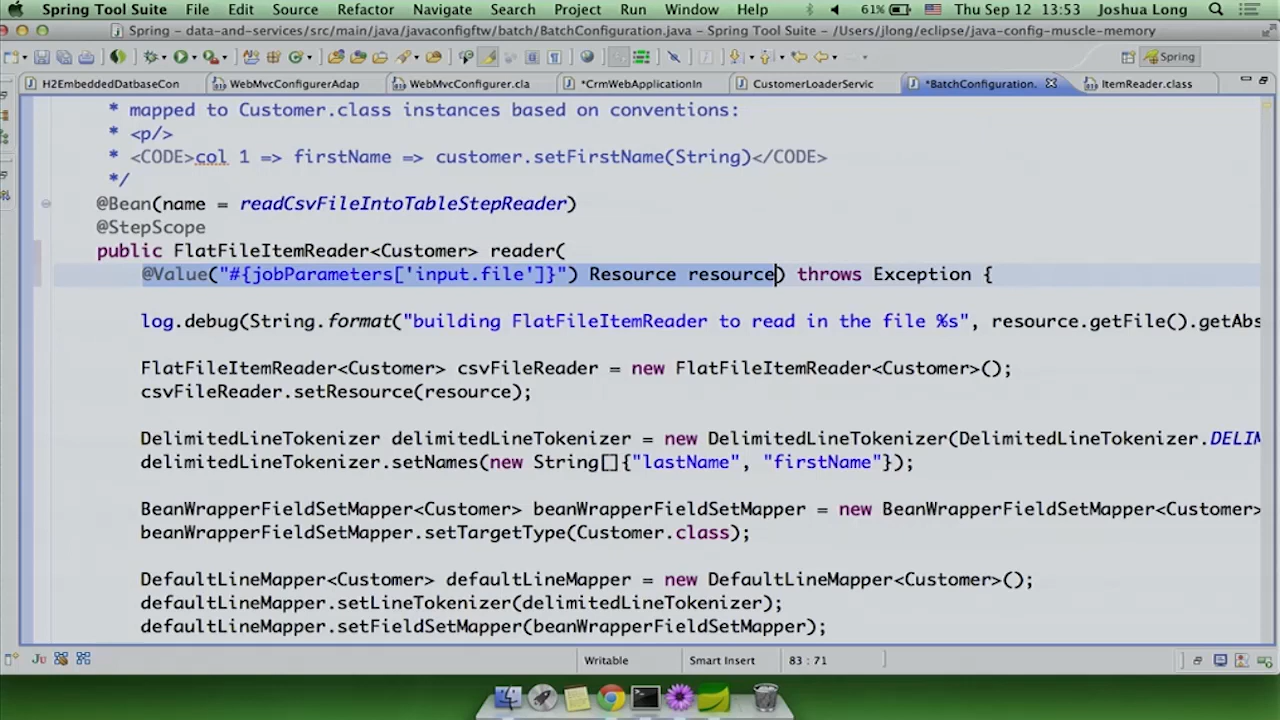 Spring Tool Suite File Edit Source Refactor Navigate Search Project Run Window Help 61% Thu Sep 12 13:53 Joshua Long
Spring - data-and-services/src/main/java/javaconfigftw/batch/BatchConfiguration.java - Spring Tool Suite - /Users/jlong/eclipse/java-config-muscle-memory
Spring
H2EmbeddedDatbaseCon WebMvcConfigurerAdap WebMvcConfigurer.cla *CrmWebApplicationIn CustomerLoaderServic *BatchConfiguration. ItemReader.class
* mapped to Customer.class instances based on conventions:
* <p/>
* <CODE>col 1 => firstName => customer.setFirstName(String)</CODE>
*/
@Bean(name = readCsvFileIntoTableStepReader)
@StepScope
public FlatFileItemReader<Customer> reader(
@Value("#{jobParameters['input.file']}") Resource resource) throws Exception {
log.debug(String.format("building FlatFileItemReader to read in the file %s", resource.getFile().getAbs
FlatFileItemReader<Customer> csvFileReader = new FlatFileItemReader<Customer>();
csvFileReader.setResource(resource);
DelimitedLineTokenizer delimitedLineTokenizer = new DelimitedLineTokenizer(DelimitedLineTokenizer.DELIM
delimitedLineTokenizer.setNames(new String[]{"lastName", "firstName"});
BeanWrapperFieldSetMapper<Customer> beanWrapperFieldSetMapper = new BeanWrapperFieldSetMapper<Customer>
beanWrapperFieldSetMapper.setTargetType(Customer.class);
DefaultLineMapper<Customer> defaultLineMapper = new DefaultLineMapper<Customer>();
defaultLineMapper.setLineTokenizer(delimitedLineTokenizer);
defaultLineMapper.setFieldSetMapper(beanWrapperFieldSetMapper);
Ju Writable Smart Insert 83 : 71